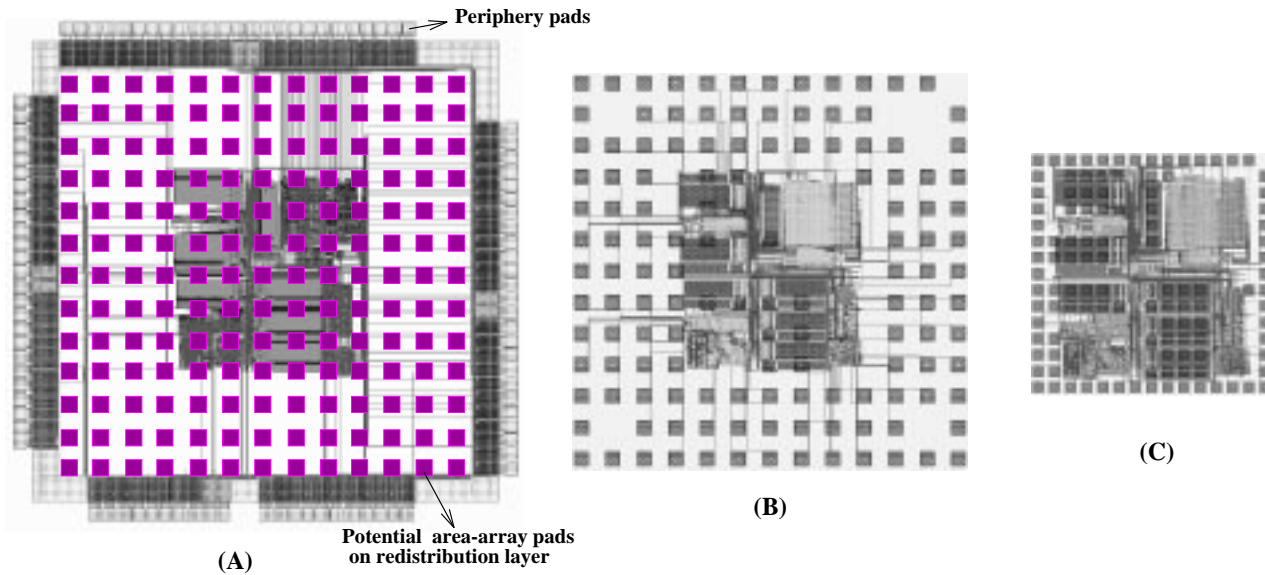 Periphery pads
Potential area-array pads
on redistribution layer
(A)
(B)
(C)